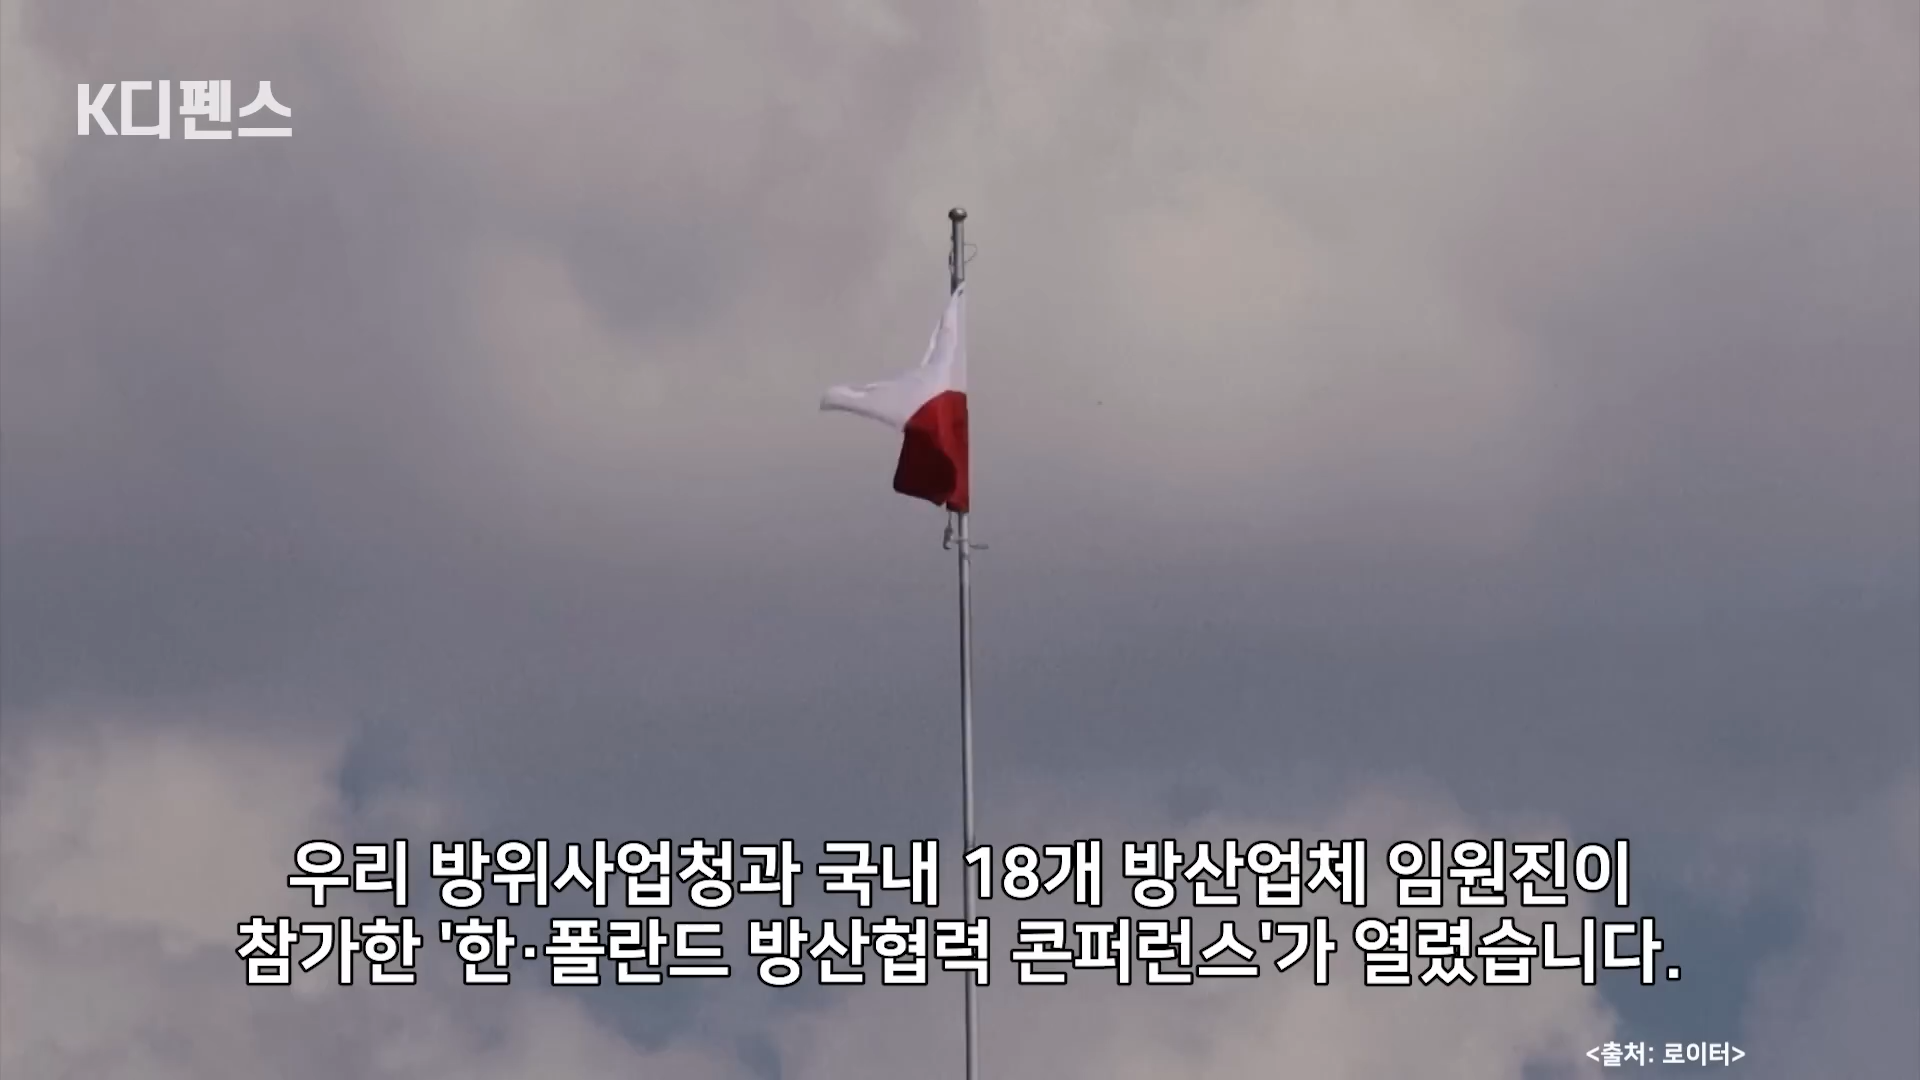 K디펜스
우리 방위사업청과 국내 18개 방산업체 임원진이
참가한 '한·폴란드 방산협력 콘퍼런스'가 열렸습니다.
<출처: 로이터>